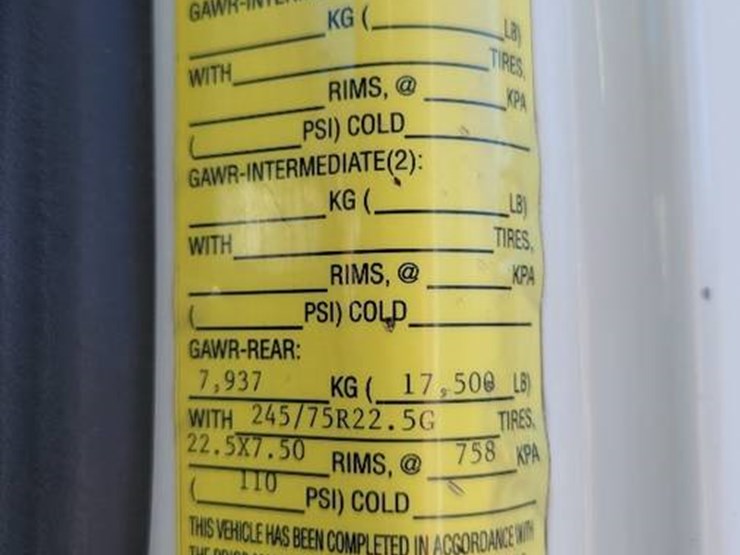 KG ( LB)
WITH TIRES,
RIMS, @ KPA
( PSI) COLD
GAWR-INTERMEDIATE(2):
KG ( LB)
WITH TIRES,
RIMS, @ KPA
( PSI) COLD
GAWR-REAR:
7,937 KG ( 17,500 LB)
WITH 245/75R22.5G TIRES,
22.5X7.50 RIMS, @ 758 KPA
( 110 PSI) COLD
THIS VEHICLE HAS BEEN COMPLETED IN ACCORDANCE WITH